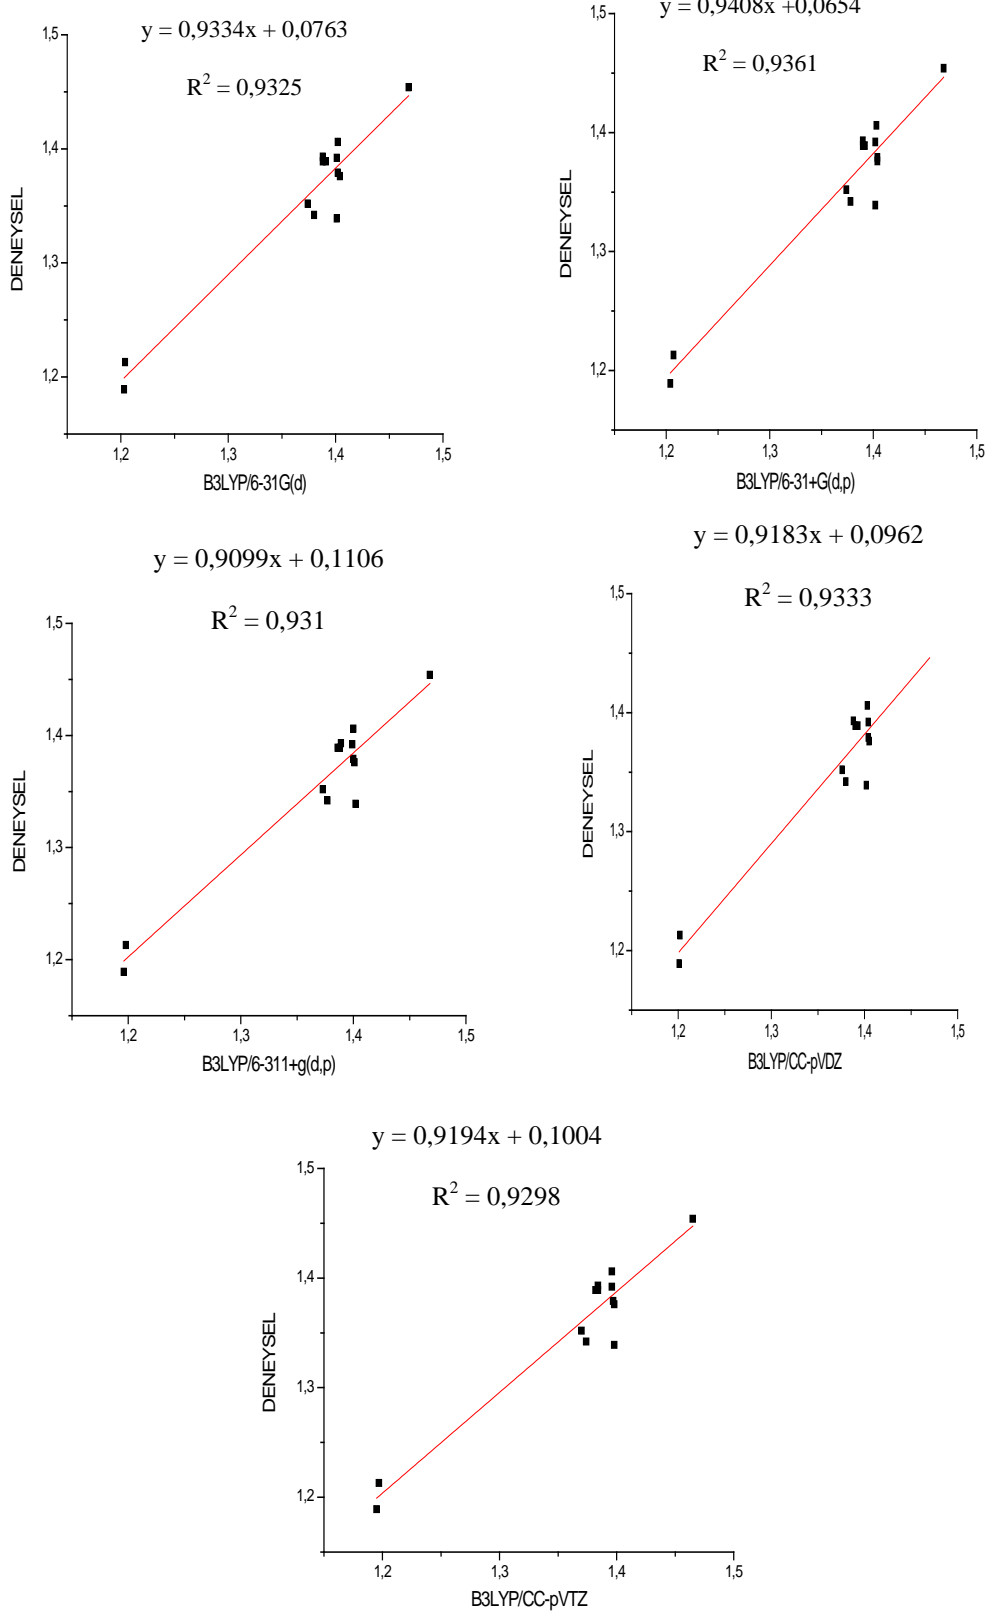 y = 0,9334x + 0,0763
R² = 0,9325
1,5
1,4
1,3
1,2
DENEYSEL
1,2 1,3 1,4 1,5
B3LYP/6-31G(d)
y = 0,9408x +0,0654
R² = 0,9361
1,5
1,4
1,3
1,2
DENEYSEL
1,2 1,3 1,4 1,5
B3LYP/6-31+G(d,p)
y = 0,9099x + 0,1106
R² = 0,931
1,5
1,4
1,3
1,2
DENEYSEL
1,2 1,3 1,4 1,5
B3LYP/6-311+g(d,p)
y = 0,9183x + 0,0962
R² = 0,9333
1,5
1,4
1,3
1,2
DENEYSEL
1,2 1,3 1,4 1,5
B3LYP/CC-pVDZ
y = 0,9194x + 0,1004
R² = 0,9298
1,5
1,4
1,3
1,2
DENEYSEL
1,2 1,3 1,4 1,5
B3LYP/CC-pVTZ